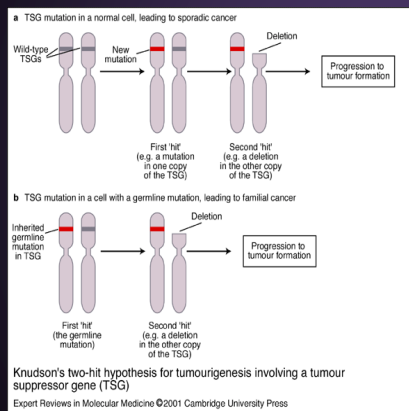 a TSG mutation in a normal cell, leading to sporadic cancer
Wild-type
TSGs
New
mutation
Deletion
Progression to
tumour formation
First 'hit'
(e.g. a mutation
in one copy
of the TSG)
Second 'hit'
(e.g. a deletion
in the other copy
of the TSG)
b TSG mutation in a cell with a germline mutation, leading to familial cancer
Inherited
germline
mutation
in TSG
Deletion
Progression to
tumour formation
First 'hit'
(the germline
mutation)
Second 'hit'
(e.g. a deletion
in the other copy
of the TSG)
Knudson's two-hit hypothesis for tumourigenesis involving a tumour
suppressor gene (TSG)
Expert Reviews in Molecular Medicine ©2001 Cambridge University Press